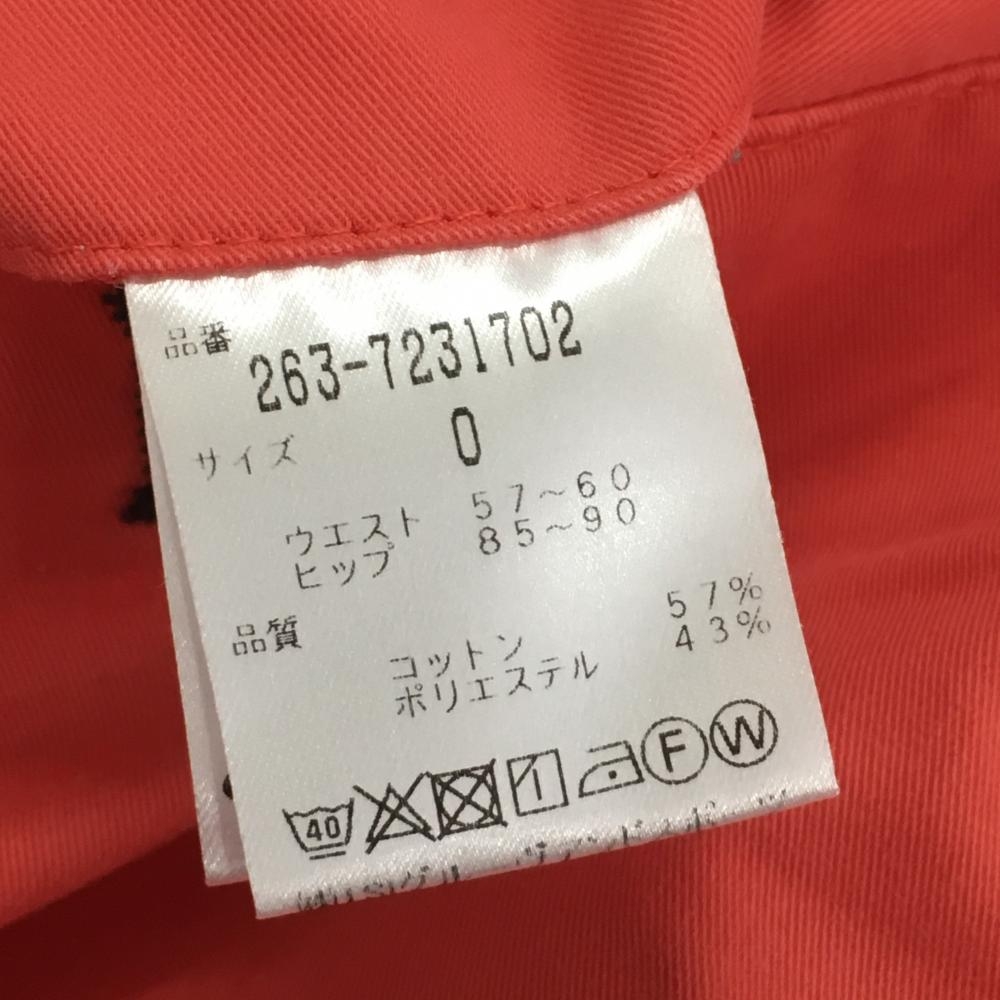 品番 263-7231702
サイズ 0
ウエスト 57~60
ヒップ 85~90
品質
コットン 57%
ポリエステル 43%
40 F W